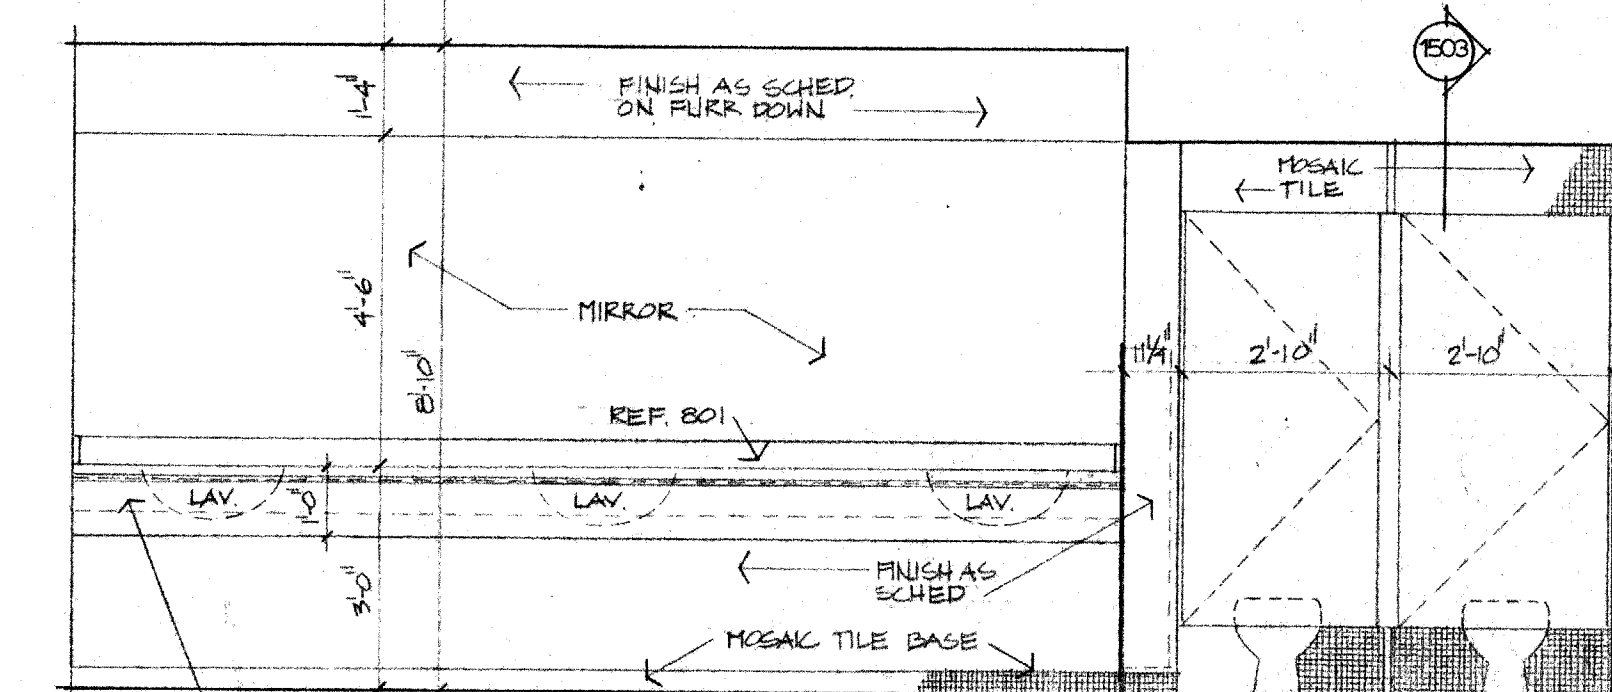 1503
1'-4"
FINISH AS SCHED.
ON FURR DOWN
MOSAIC
TILE
4'-6"
MIRROR
8'-10"
11¼"
2'-10"
2'-10"
REF. 801
LAV.
1'-0"
LAV.
LAV.
3'-0"
FINISH AS
SCHED
MOSAIC TILE BASE